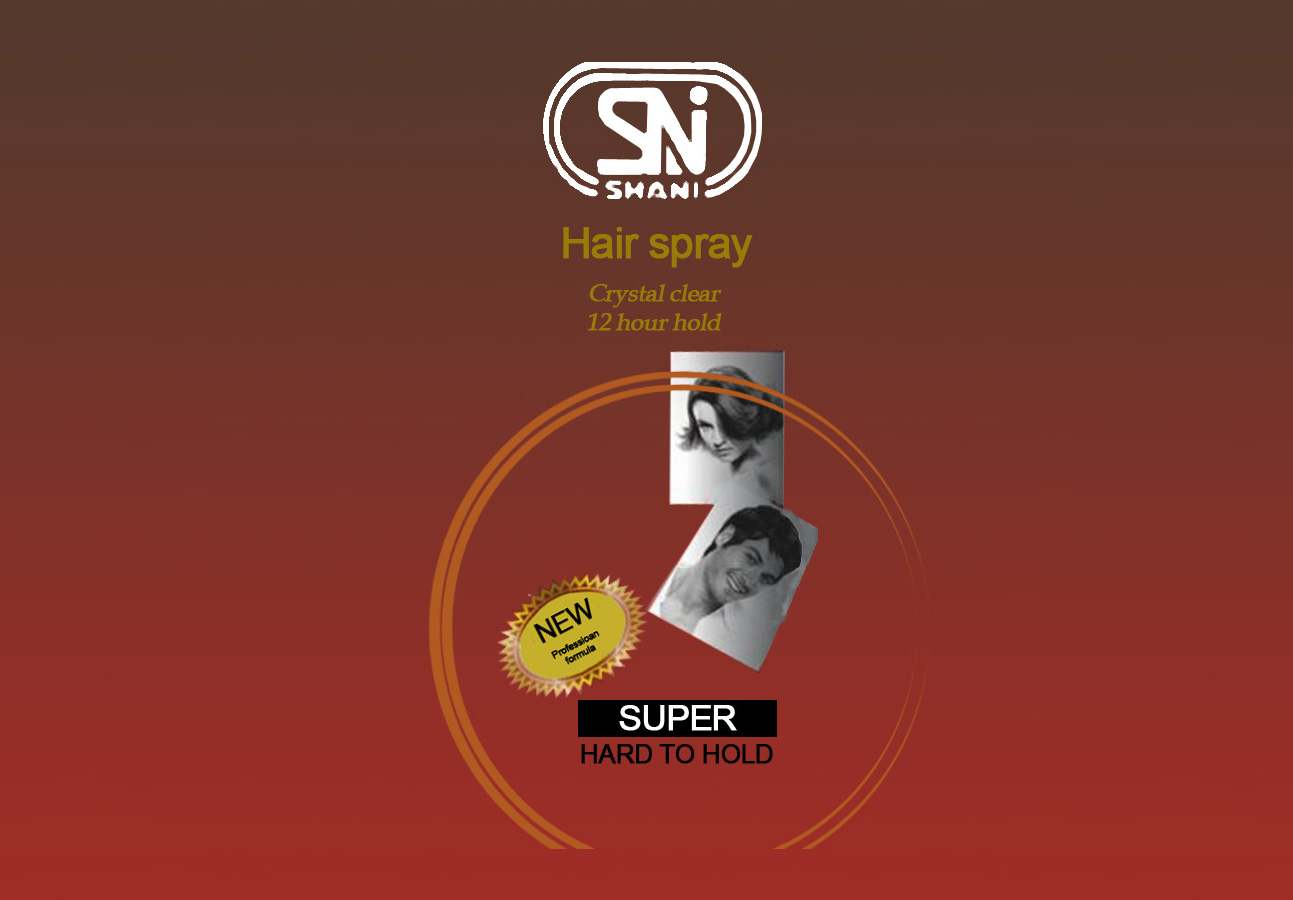 SNi
SHANI
Hair spray
Crystal clear
12 hour hold
NEW
Professioan
formula
SUPER
HARD TO HOLD